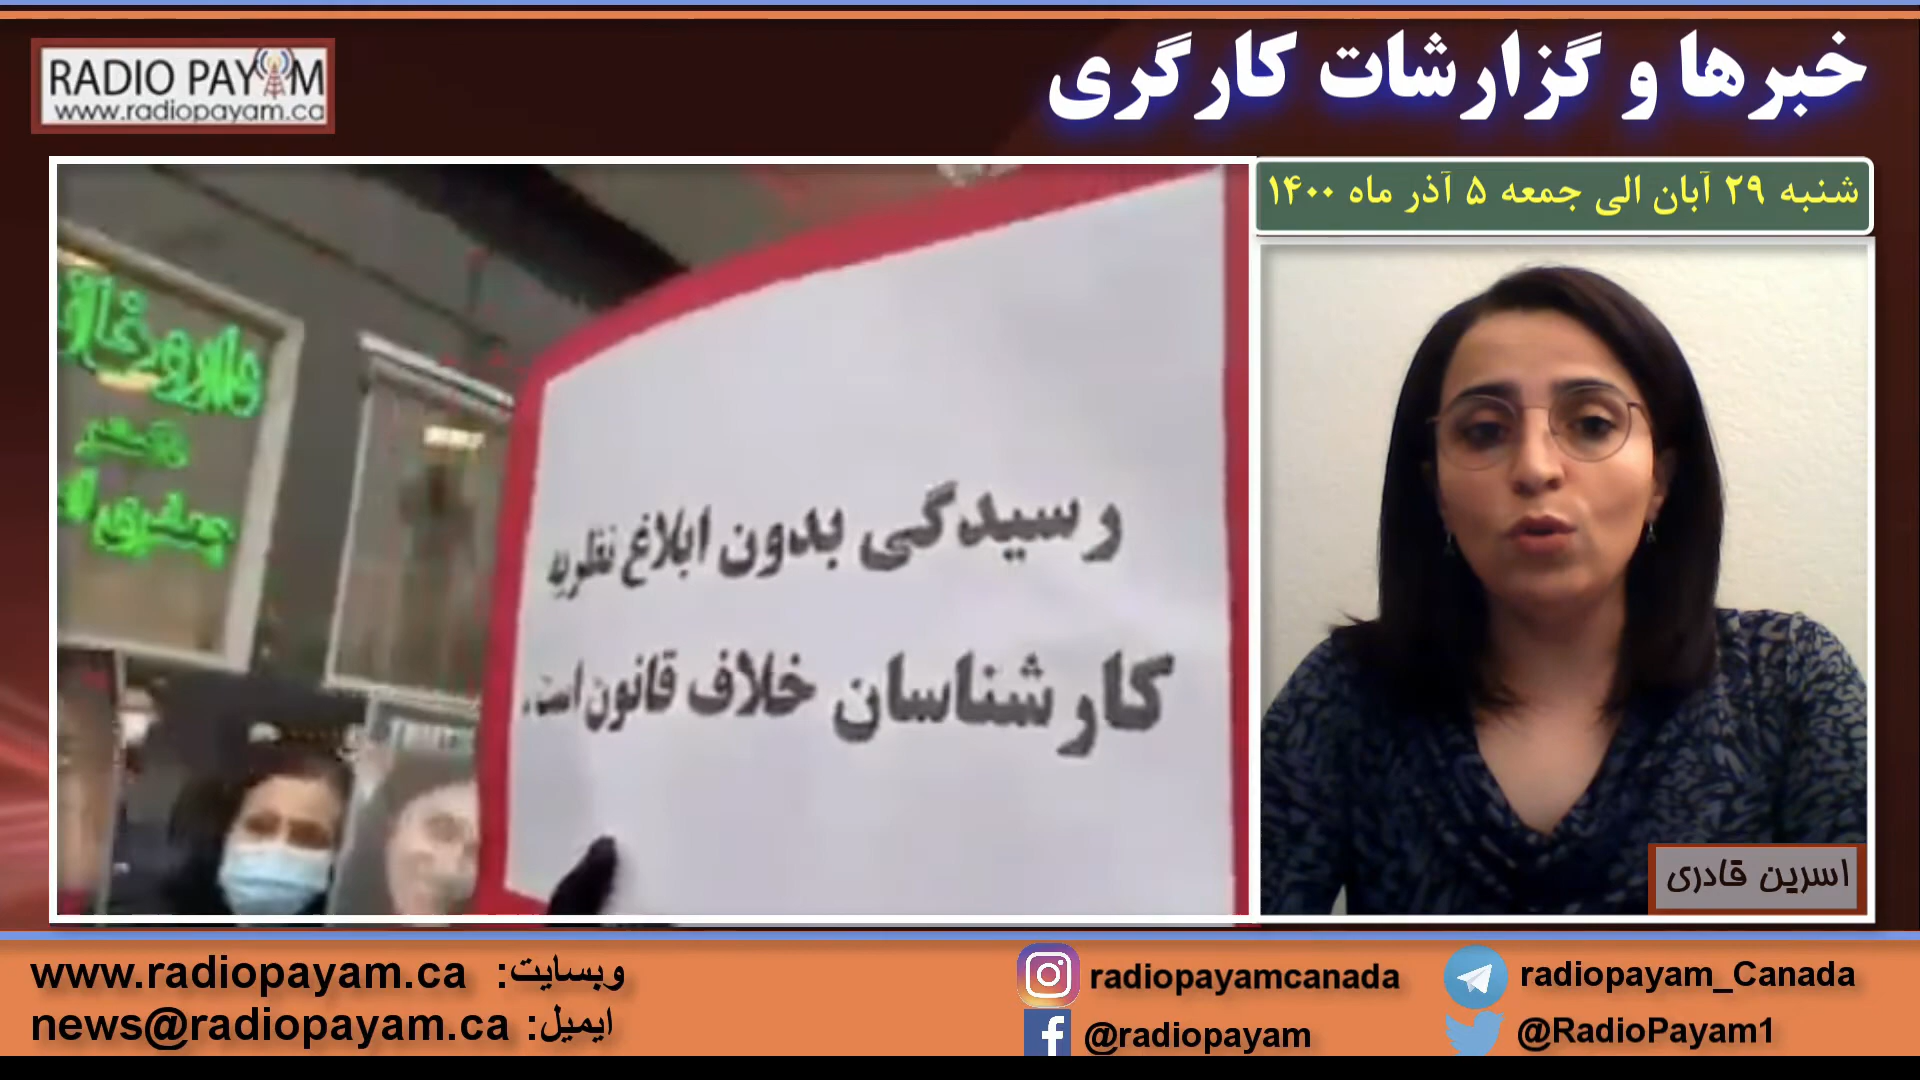 RADIO PAYAM
www.radiopayam.ca
خبرها و گزارشات کارگری
شنبه ۲۹ آبان الی جمعه ۵ آذر ماه ۱۴۰۰
رسیدگی بدون ابلاغ نظریه
کارشناسان خلاف قانون است.
اسرین قادری
وبسایت: www.radiopayam.ca
ایمیل: news@radiopayam.ca
radiopayamcanada
@radiopayam
radiopayam_Canada
@RadioPayam1